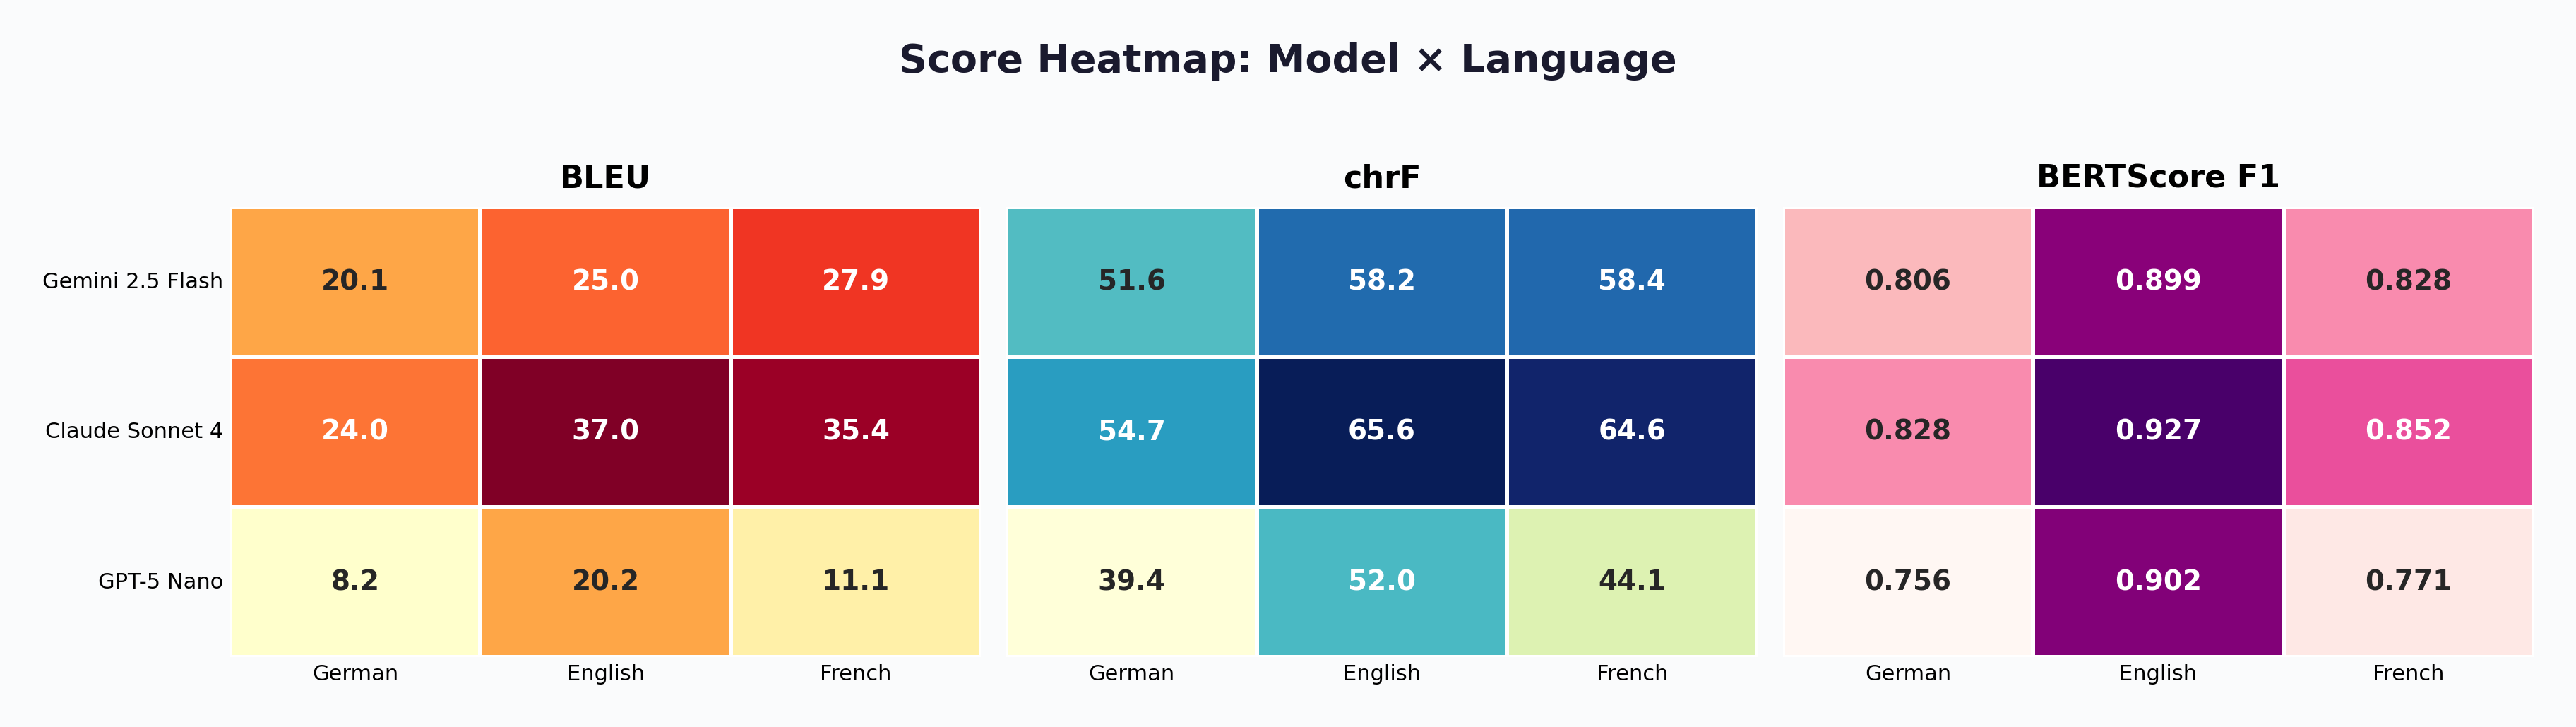 Score Heatmap: Model × Language
BLEU chrF BERTScore F1
Gemini 2.5 Flash 20.1 25.0 27.9 51.6 58.2 58.4 0.806 0.899 0.828
Claude Sonnet 4 24.0 37.0 35.4 54.7 65.6 64.6 0.828 0.927 0.852
GPT-5 Nano 8.2 20.2 11.1 39.4 52.0 44.1 0.756 0.902 0.771
German English French German English French German English French